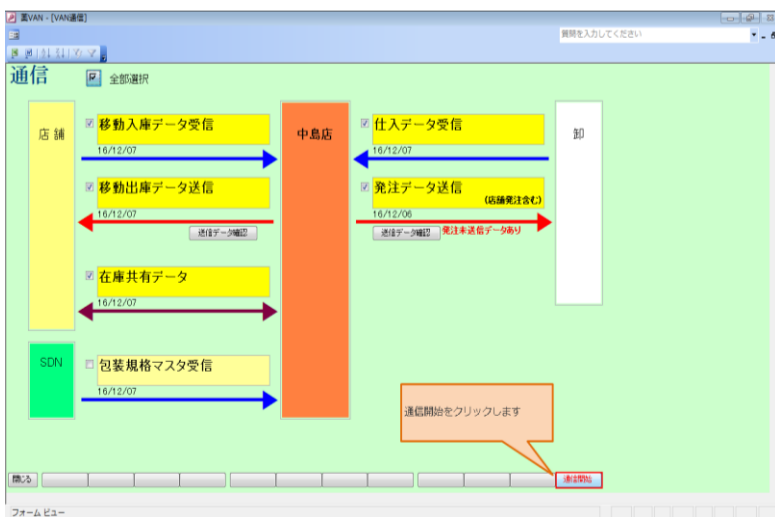 薬VAN - [VAN通信]
質問を入力してください
通信
全部選択
店 舗
移動入庫データ受信
16/12/07
中島店
仕入データ受信
16/12/07
卸
移動出庫データ送信
16/12/07
送信データ確認
発注データ送信
(店舗発注含む)
16/12/06
送信データ確認
発注未送信データあり
在庫共有データ
16/12/07
SDN
包装規格マスタ受信
16/12/07
通信開始をクリックします
閉じる
通信開始
フォーム ビュー